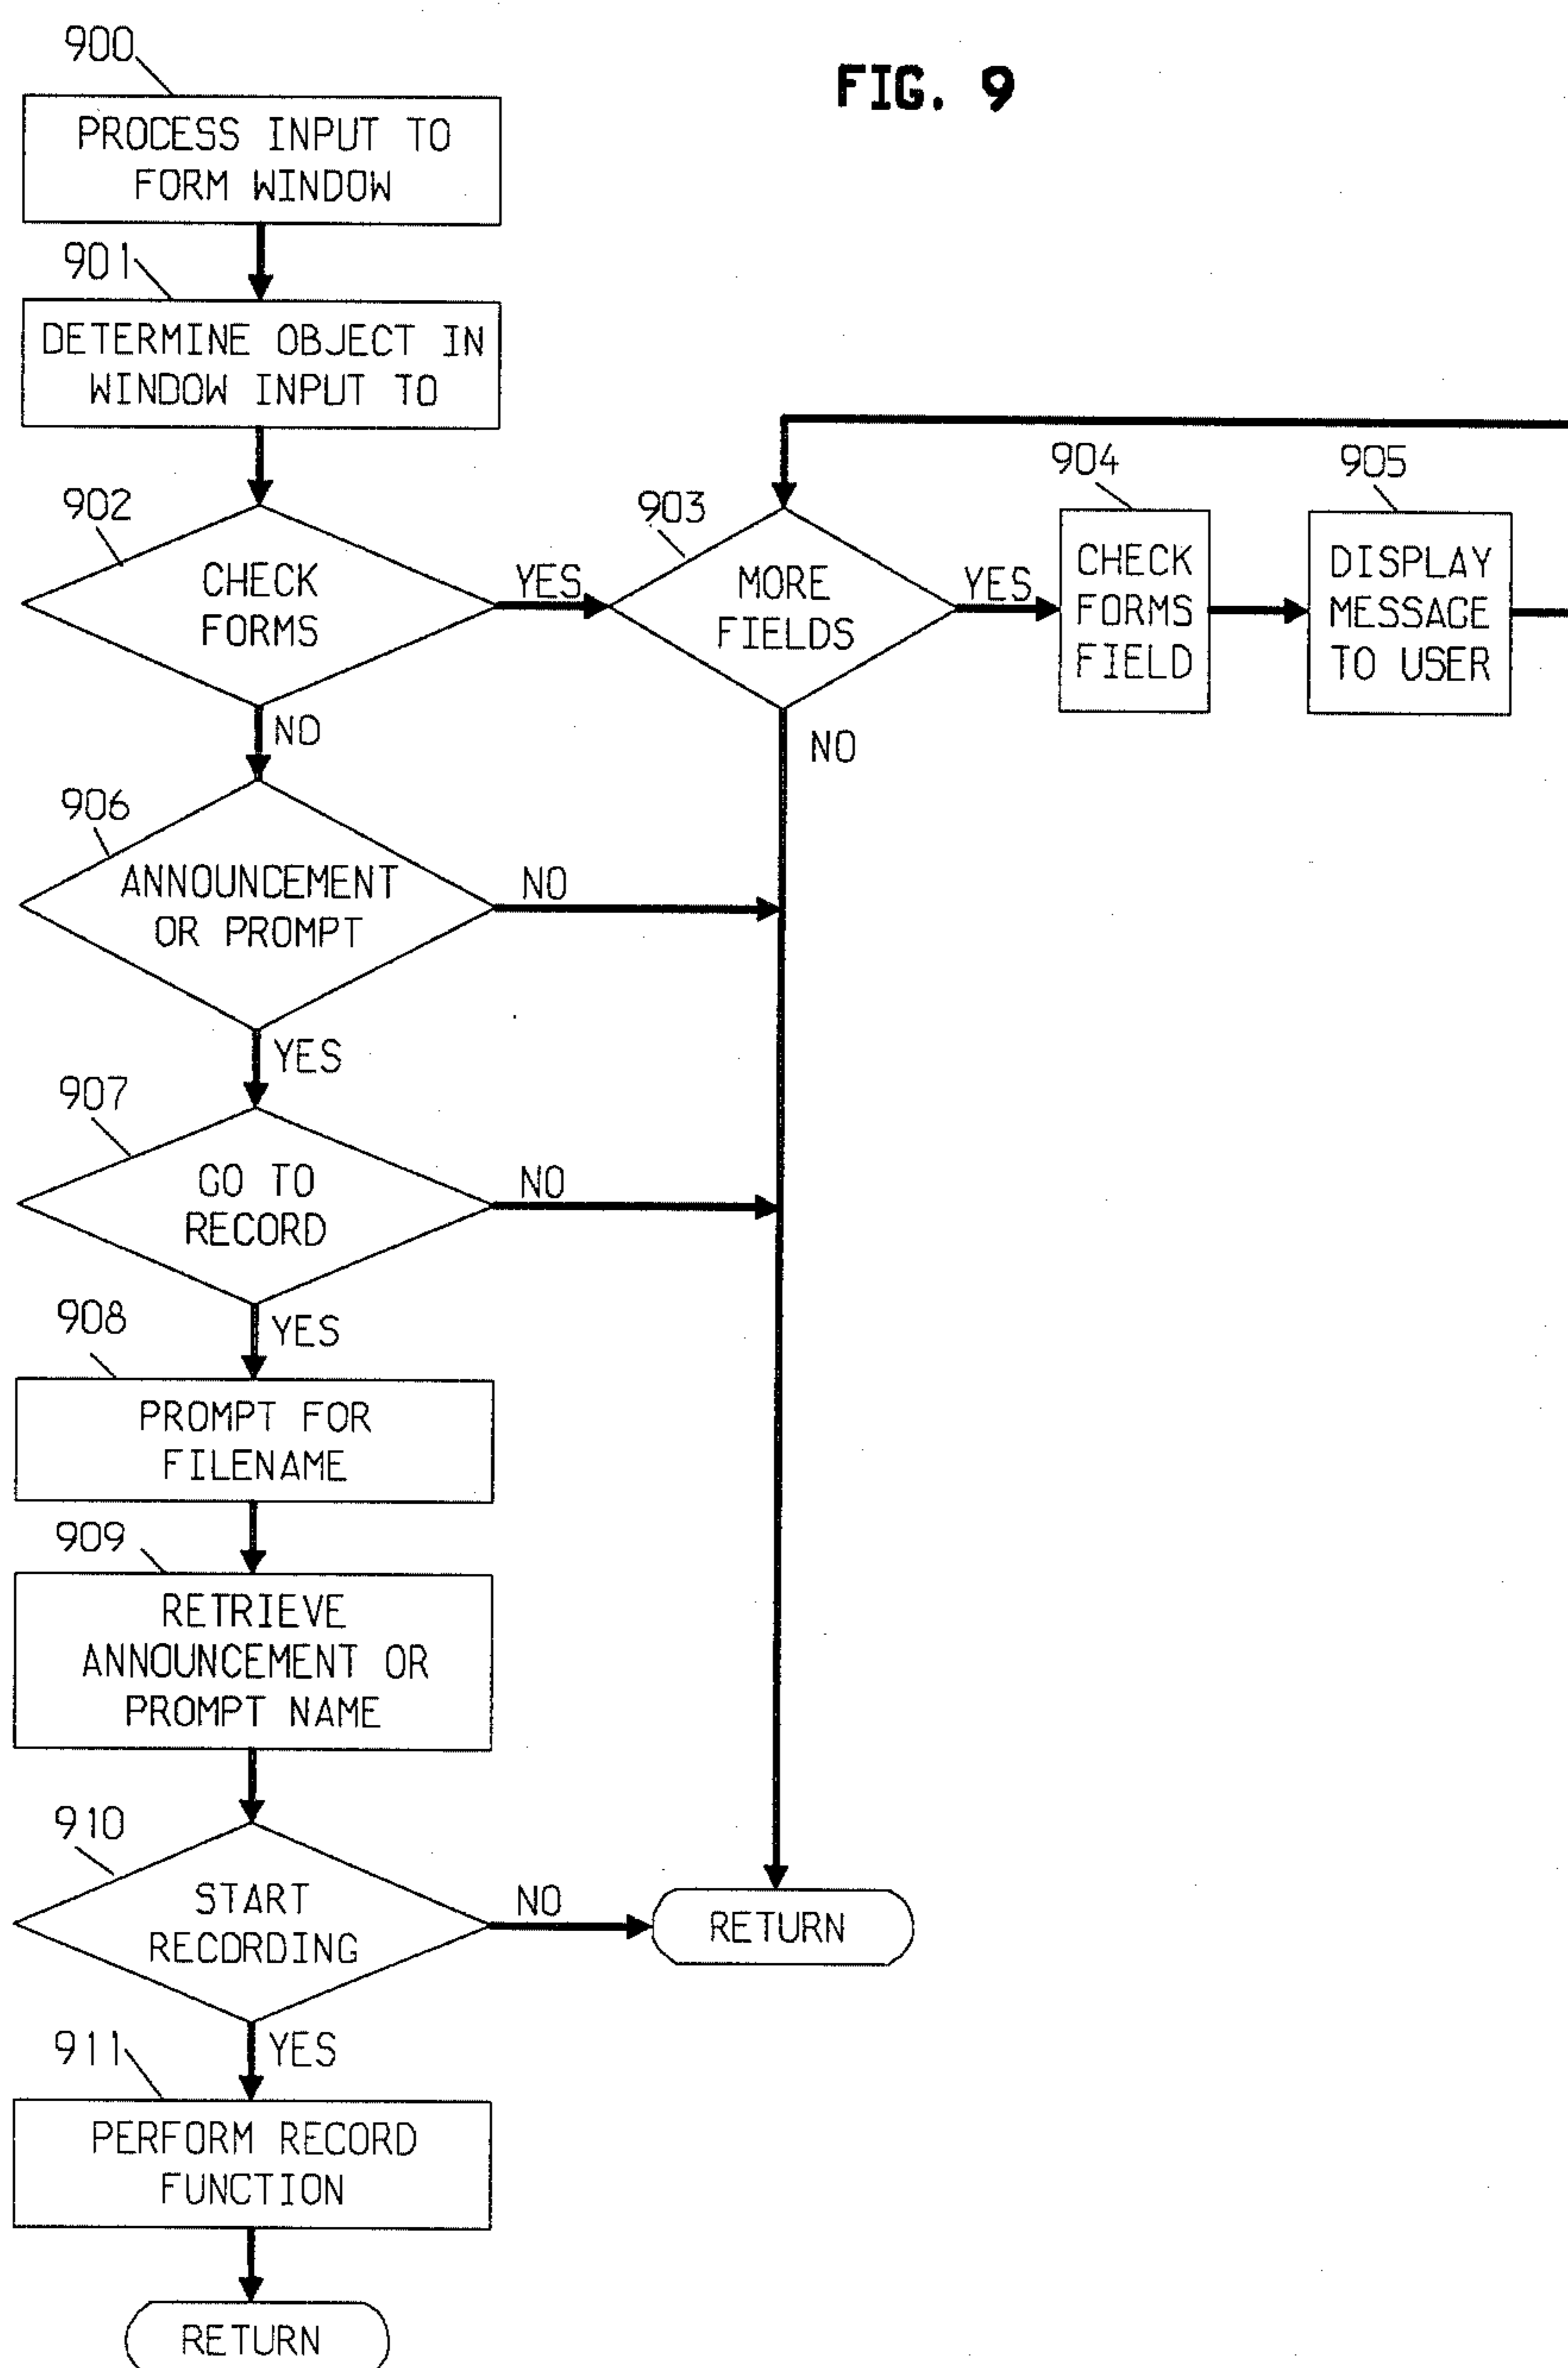 FIG. 9
900
PROCESS INPUT TO
FORM WINDOW
901
DETERMINE OBJECT IN
WINDOW INPUT TO
902
CHECK
FORMS
YES
NO
903
MORE
FIELDS
YES
NO
904
CHECK
FORMS
FIELD
905
DISPLAY
MESSAGE
TO USER
906
ANNOUNCEMENT
OR PROMPT
NO
YES
907
GO TO
RECORD
NO
YES
908
PROMPT FOR
FILENAME
909
RETRIEVE
ANNOUNCEMENT OR
PROMPT NAME
910
START
RECORDING
NO
RETURN
YES
911
PERFORM RECORD
FUNCTION
RETURN